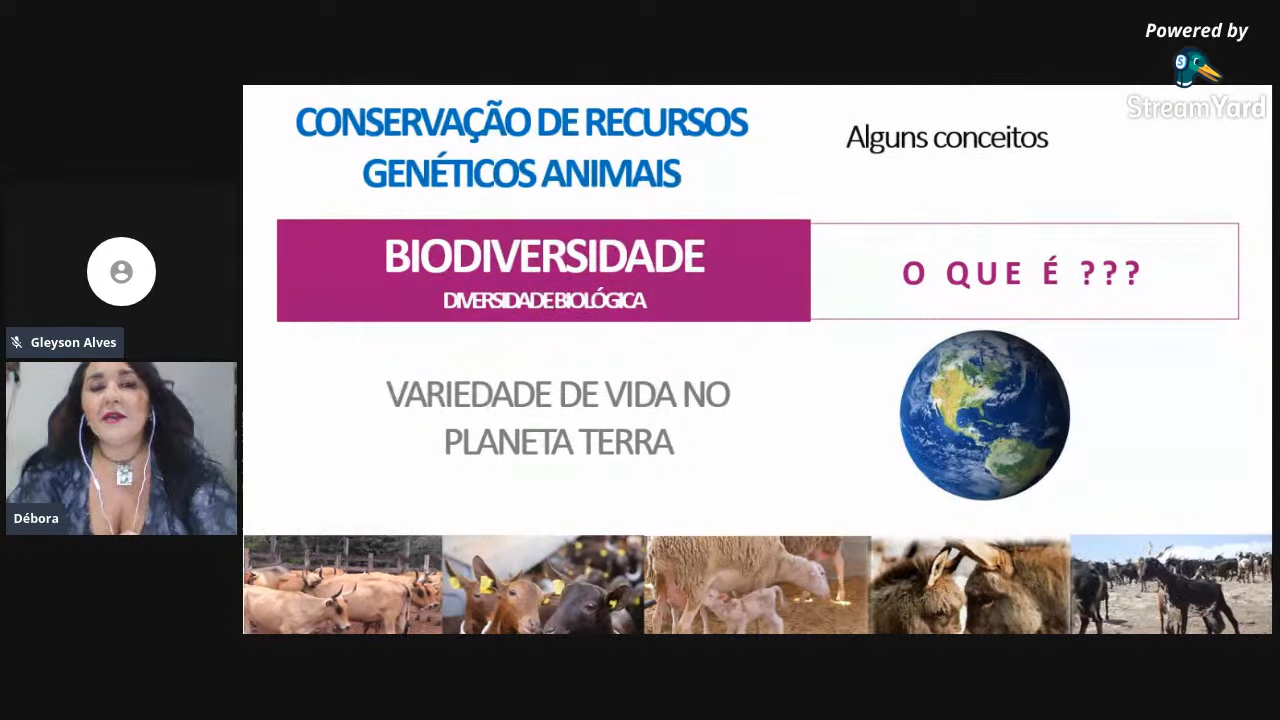 Powered by
StreamYard
CONSERVAÇÃO DE RECURSOS
GENÉTICOS ANIMAIS
Alguns conceitos
BIODIVERSIDADE
DIVERSIDADE BIOLÓGICA
O QUE É ???
VARIEDADE DE VIDA NO
PLANETA TERRA
Gleyson Alves
Débora